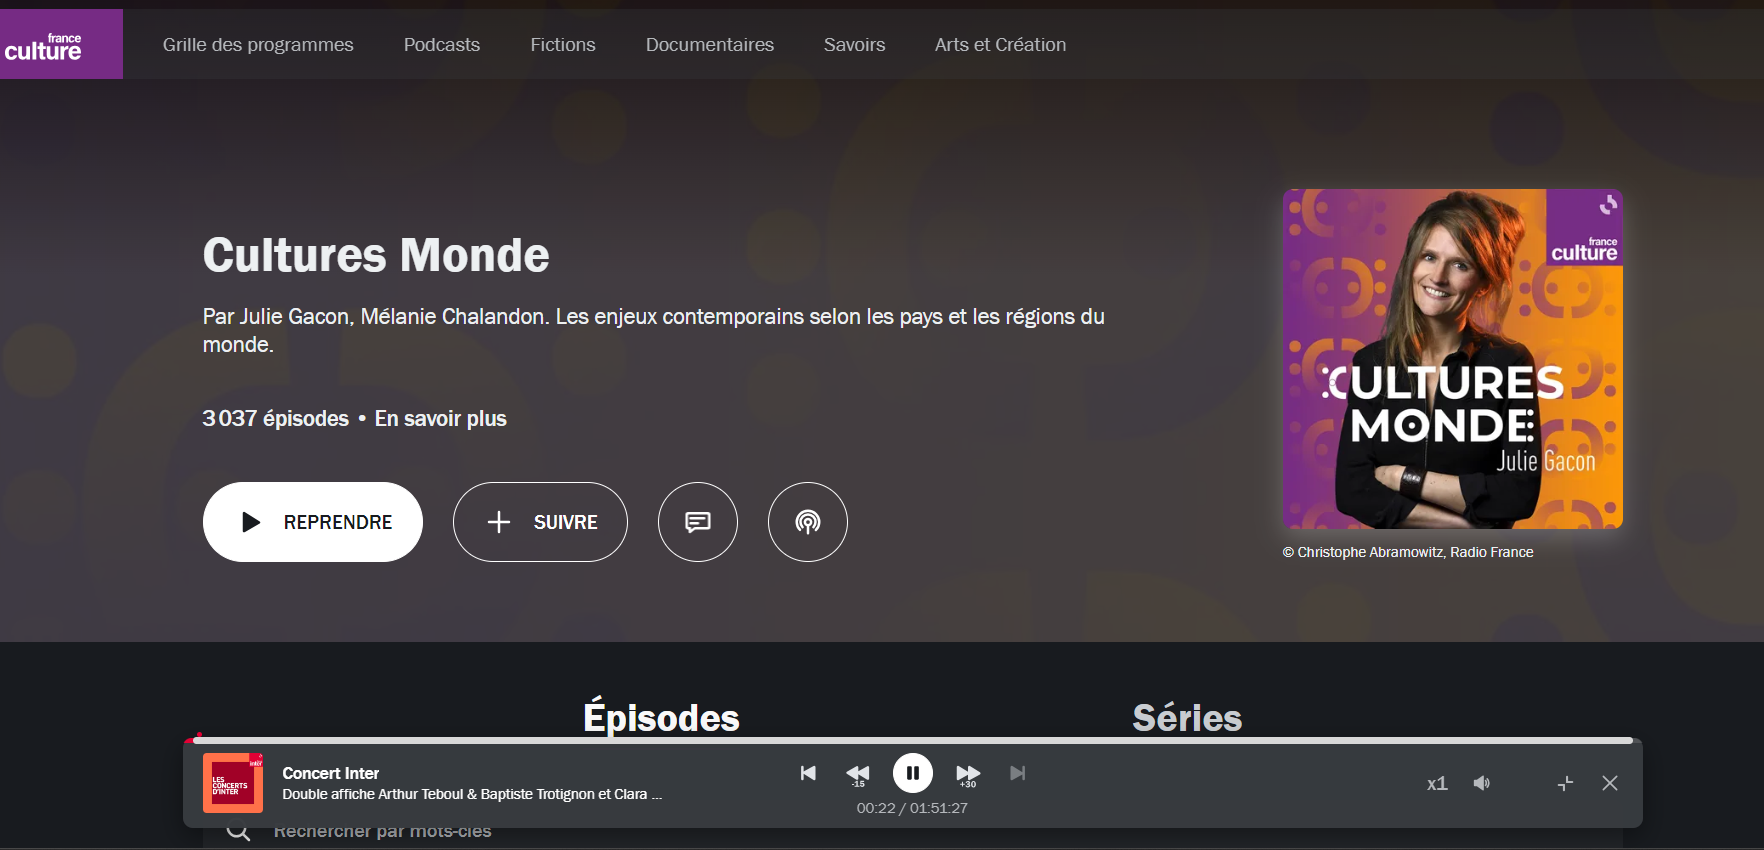 france
culture
Grille des programmes
Podcasts
Fictions
Documentaires
Savoirs
Arts et Création
Cultures Monde
Par Julie Gacon, Mélanie Chalandon. Les enjeux contemporains selon les pays et les régions du
monde.
3 037 épisodes • En savoir plus
REPRENDRE
SUIVRE
france
culture
CULTURES
MONDE
Julie Gacon
© Christophe Abramowitz, Radio France
Épisodes
Séries
inter
LES
CONCERTS
D'INTER
Concert Inter
Double affiche Arthur Teboul & Baptiste Trotignon et Clara ...
-15
+30
00:22 / 01:51:27
x1
Rechercher par mots-clés